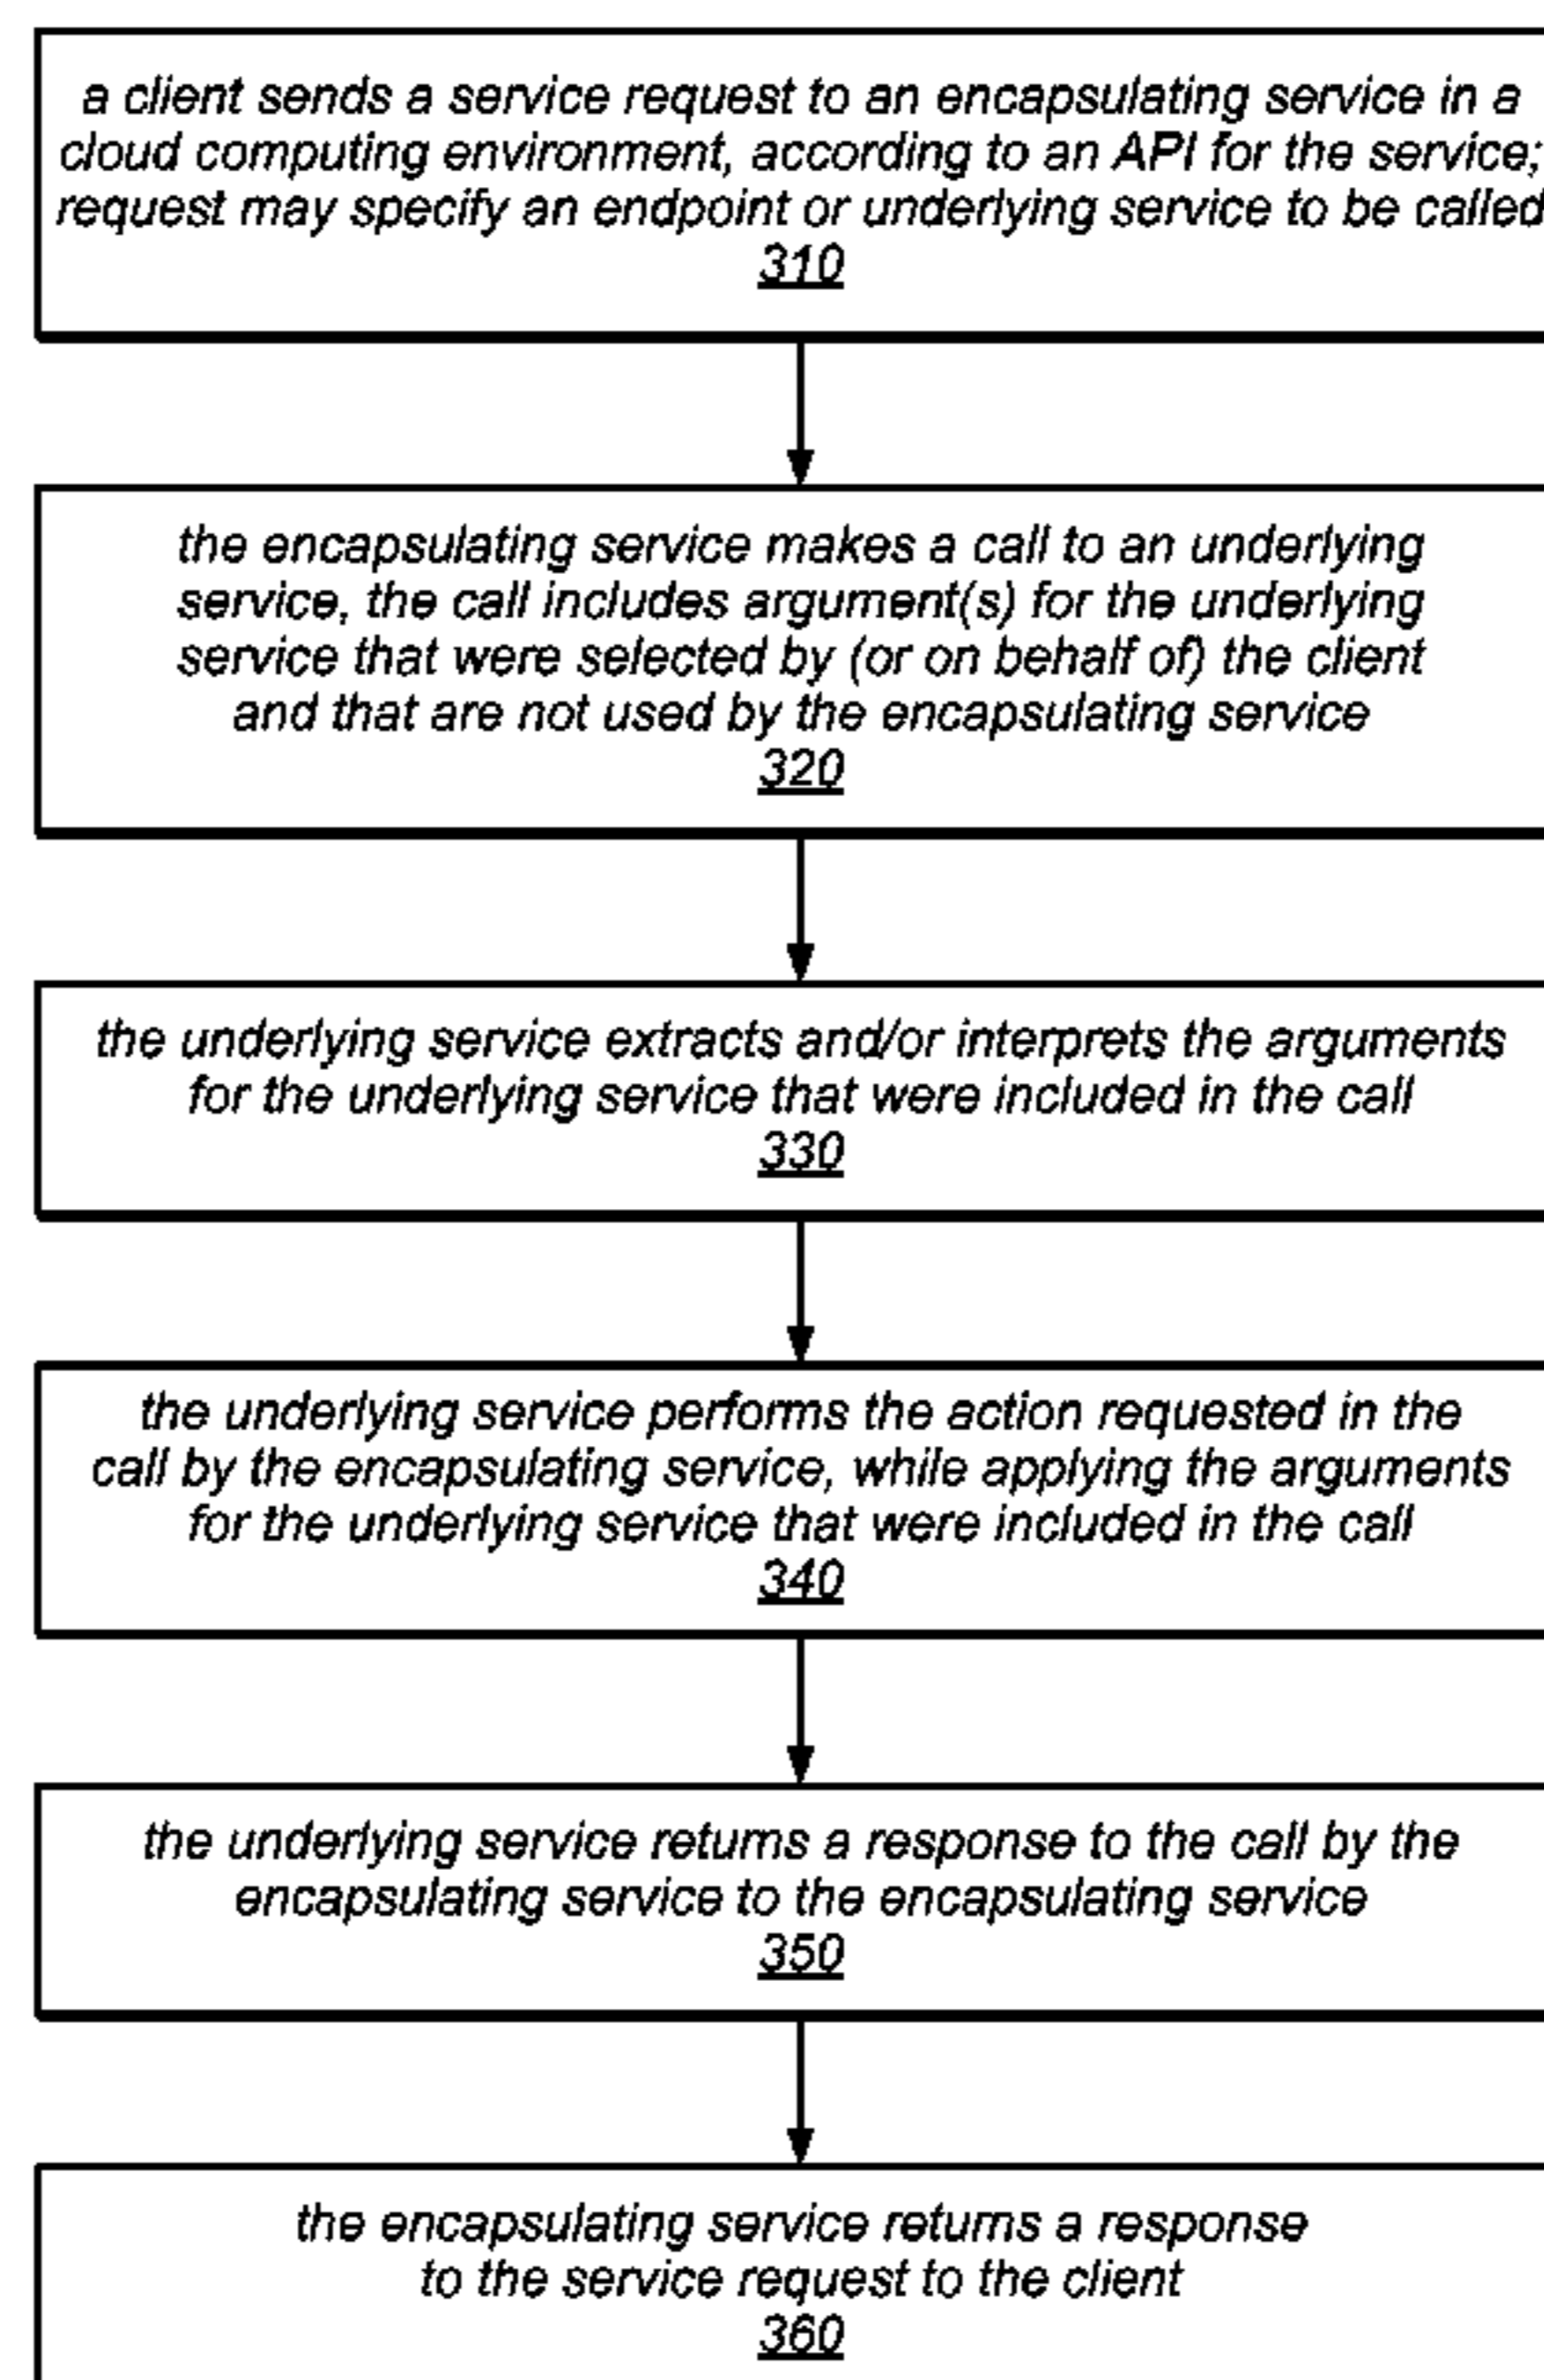 a client sends a service request to an encapsulating service in a
cloud computing environment, according to an API for the service;
request may specify an endpoint or underlying service to be called
310
the encapsulating service makes a call to an underlying
service, the call includes argument(s) for the underlying
service that were selected by (or on behalf of) the client
and that are not used by the encapsulating service
320
the underlying service extracts and/or interprets the arguments
for the underlying service that were included in the call
330
the underlying service performs the action requested in the
call by the encapsulating service, while applying the arguments
for the underlying service that were included in the call
340
the underlying service returns a response to the call by the
encapsulating service to the encapsulating service
350
the encapsulating service returns a response
to the service request to the client
360